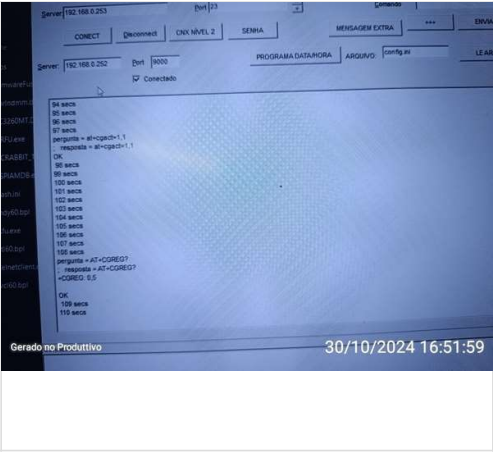 Server 192.168.0.253 Port 23 Comando
CONECT Disconnect CNX NÍVEL 2 SENHA MENSAGEM EXTRA *** ENVIA
PROGRAMA DATA/HORA ARQUIVO: config.ini LE AR
Server: 192.168.0.252 Port 9000
Conectado
94 secs
95 secs
96 secs
97 secs
pergunta = at+cgact=1,1
: resposta = at+cgact=1,1
OK
98 secs
99 secs
100 secs
101 secs
102 secs
103 secs
104 secs
105 secs
106 secs
107 secs
108 secs
pergunta = AT+CGREG?
: resposta = AT+CGREG?
+CGREG: 0,5
OK
109 secs
110 secs
Gerado no Produttivo
30/10/2024 16:51:59